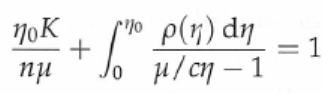 η₀K/nμ + ∫₀^η₀ ρ(η) dη / (μ/cη − 1) = 1